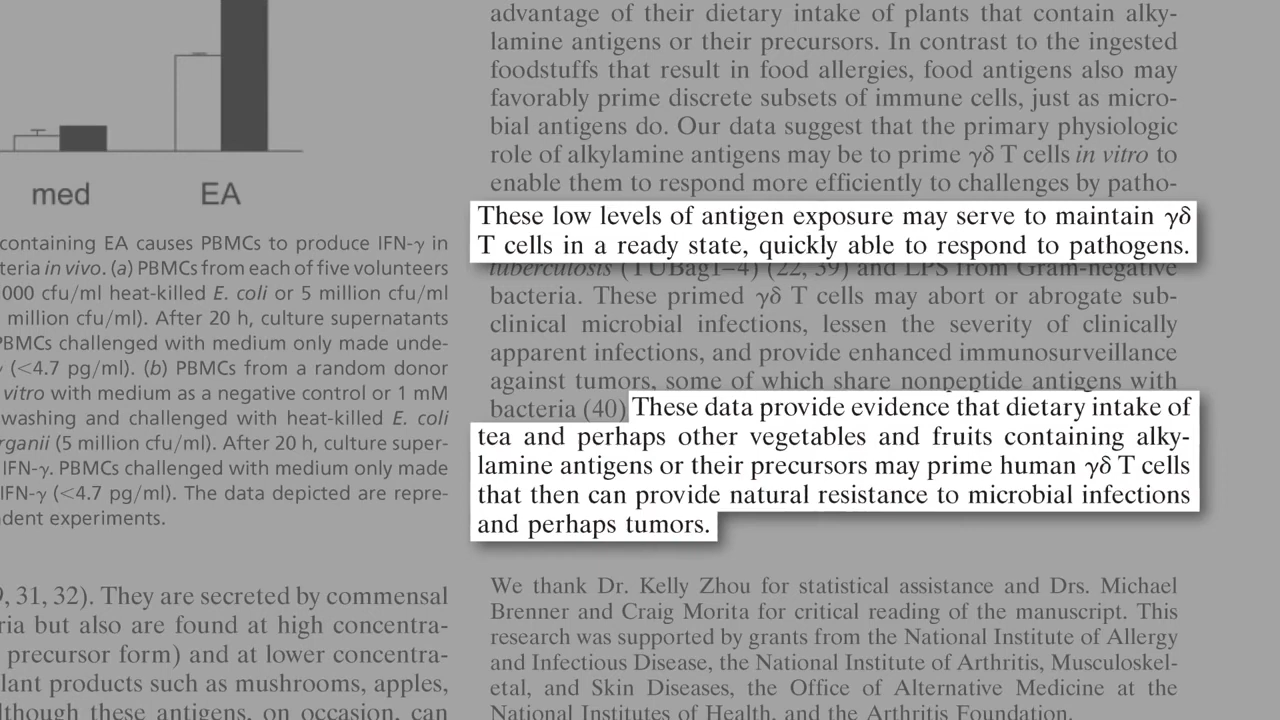 med
EA
containing EA causes PBMCs to produce IFN-γ in
teria in vivo. (a) PBMCs from each of five volunteers
000 cfu/ml heat-killed E. coli or 5 million cfu/ml
million cfu/ml). After 20 h, culture supernatants
PBMCs challenged with medium only made unde-
(<4.7 pg/ml). (b) PBMCs from a random donor
vitro with medium as a negative control or 1 mM
washing and challenged with heat-killed E. coli
rganii (5 million cfu/ml). After 20 h, culture super-
IFN-γ. PBMCs challenged with medium only made
IFN-γ (<4.7 pg/ml). The data depicted are repre-
dent experiments.
, 31, 32). They are secreted by commensal
ria but also are found at high concentra-
precursor form) and at lower concentra-
lant products such as mushrooms, apples,
lthough these antigens, on occasion, can
advantage of their dietary intake of plants that contain alky-
lamine antigens or their precursors. In contrast to the ingested
foodstuffs that result in food allergies, food antigens also may
favorably prime discrete subsets of immune cells, just as micro-
bial antigens do. Our data suggest that the primary physiologic
role of alkylamine antigens may be to prime γδ T cells in vitro to
enable them to respond more efficiently to challenges by patho-
These low levels of antigen exposure may serve to maintain γδ
T cells in a ready state, quickly able to respond to pathogens.
tuberculosis (TUBag1–4) (22, 39) and LPS from Gram-negative
bacteria. These primed γδ T cells may abort or abrogate sub-
clinical microbial infections, lessen the severity of clinically
apparent infections, and provide enhanced immunosurveillance
against tumors, some of which share nonpeptide antigens with
bacteria (40) These data provide evidence that dietary intake of
tea and perhaps other vegetables and fruits containing alky-
lamine antigens or their precursors may prime human γδ T cells
that then can provide natural resistance to microbial infections
and perhaps tumors.
We thank Dr. Kelly Zhou for statistical assistance and Drs. Michael
Brenner and Craig Morita for critical reading of the manuscript. This
research was supported by grants from the National Institute of Allergy
and Infectious Disease, the National Institute of Arthritis, Musculoskel-
etal, and Skin Diseases, the Office of Alternative Medicine at the
National Institutes of Health, and the Arthritis Foundation.